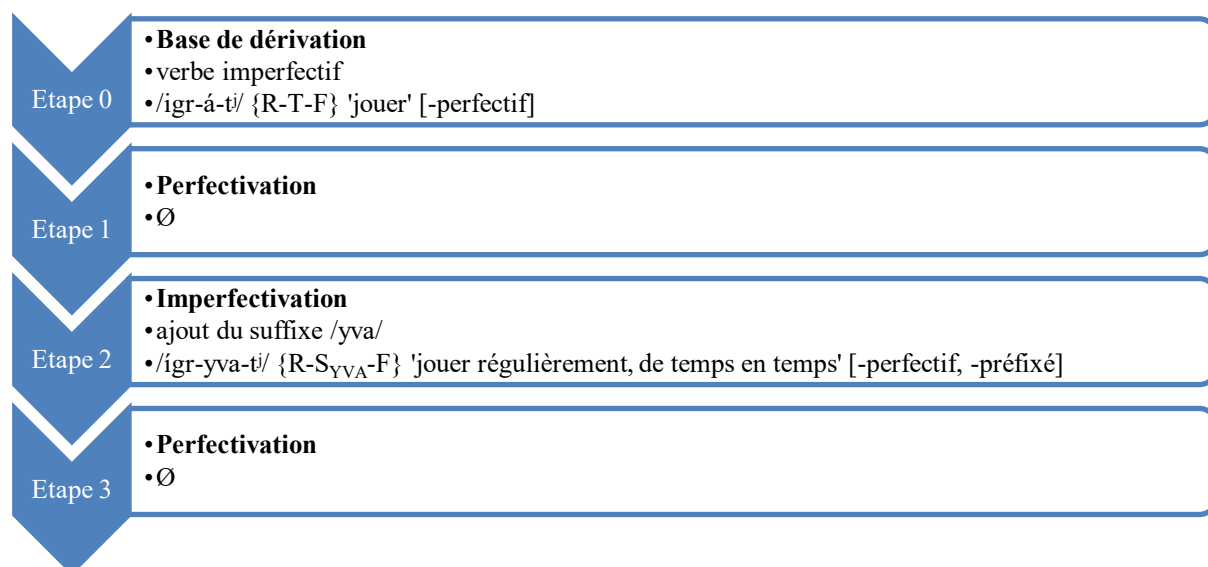 Etape 0
•Base de dérivation
•verbe imperfectif
•/igr-á-tʲ/ {R-T-F} 'jouer' [-perfectif]
Etape 1
•Perfectivation
•Ø
Etape 2
•Imperfectivation
•ajout du suffixe /yva/
•/ígr-yva-tʲ/ {R-S_YVA-F} 'jouer régulièrement, de temps en temps' [-perfectif, -préfixé]
Etape 3
•Perfectivation
•Ø